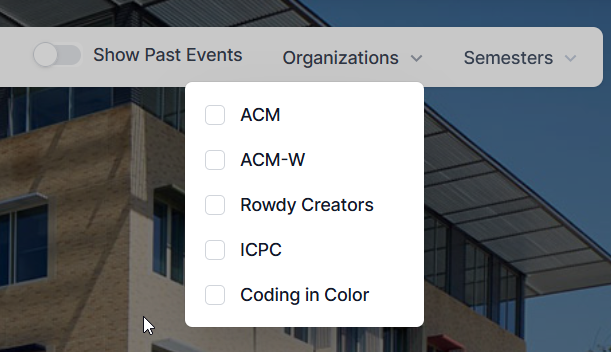 Show Past Events Organizations Semesters
ACM
ACM-W
Rowdy Creators
ICPC
Coding in Color